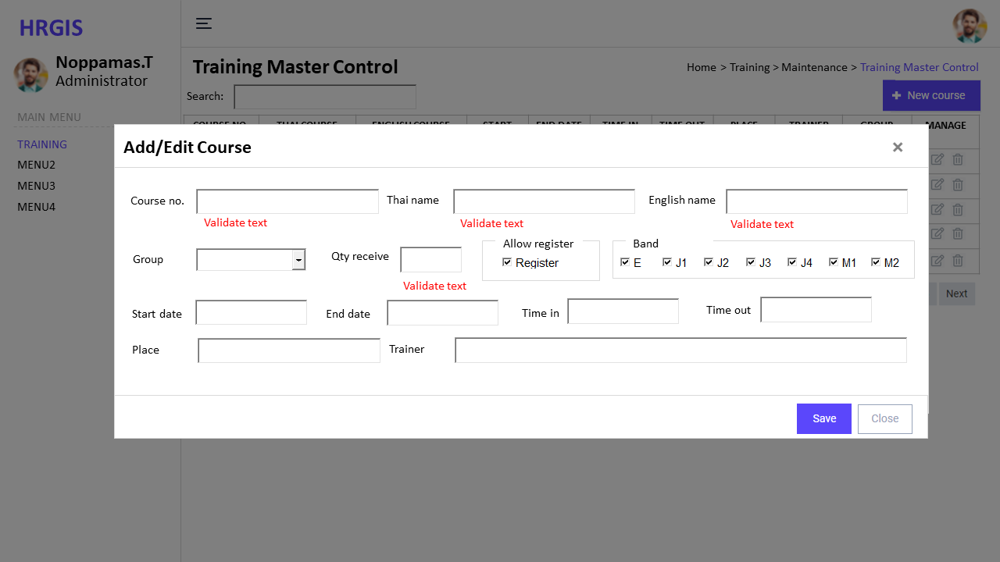 HRGIS
Noppamas.T
Administrator
MAIN MENU
TRAINING
MENU2
MENU3
MENU4
Training Master Control
Home > Training > Maintenance > Training Master Control
Search:
New course
COURSE NO. THAI COURSE ENGLISH COURSE START END DATE TIME IN TIME OUT PLACE TRAINER GROUP MANAGE
Add/Edit Course
×
Course no. Thai name English name
Validate text Validate text Validate text
Group Qty receive Allow register Band
Register E J1 J2 J3 J4 M1 M2
Validate text
Start date End date Time in Time out
Place Trainer
Next
Save Close